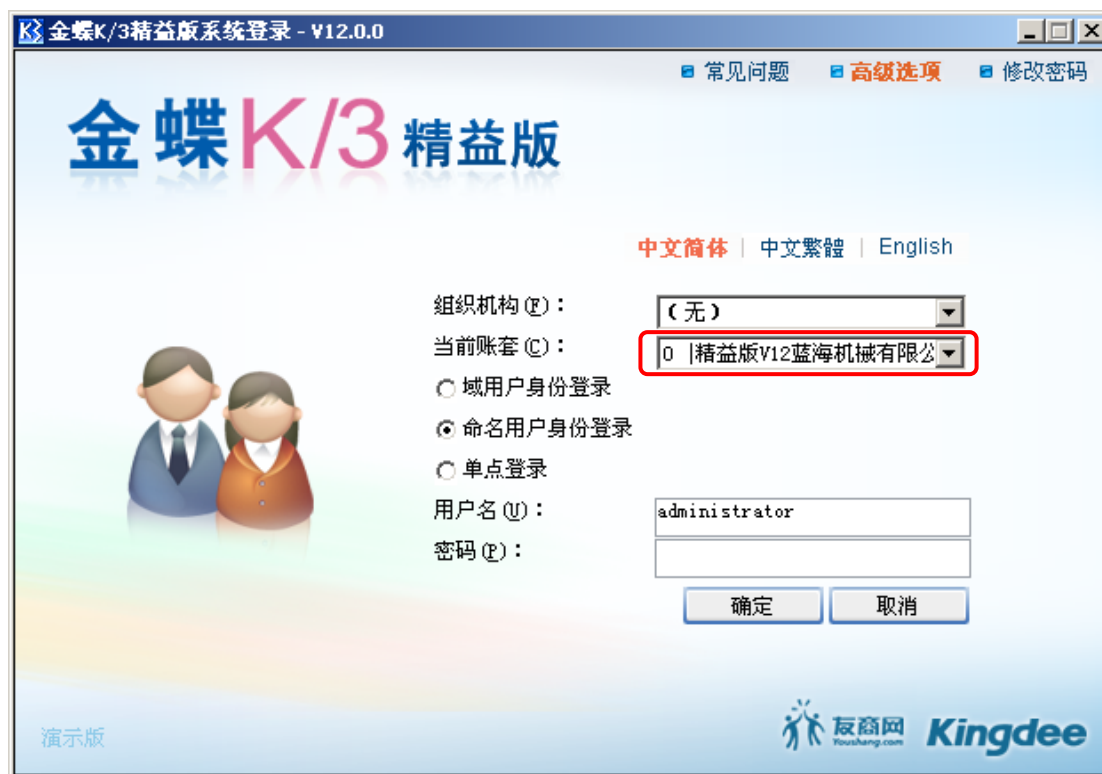 金蝶K/3精益版系统登录 - V12.0.0
常见问题 高级选项 修改密码
金蝶K/3精益版
中文简体 | 中文繁體 | English
组织机构(F): (无)
当前账套(C): 0 |精益版V12蓝海机械有限公
域用户身份登录
命名用户身份登录
单点登录
用户名(U): administrator
密码(P):
确定 取消
演示版 友商网 Youshang.com Kingdee